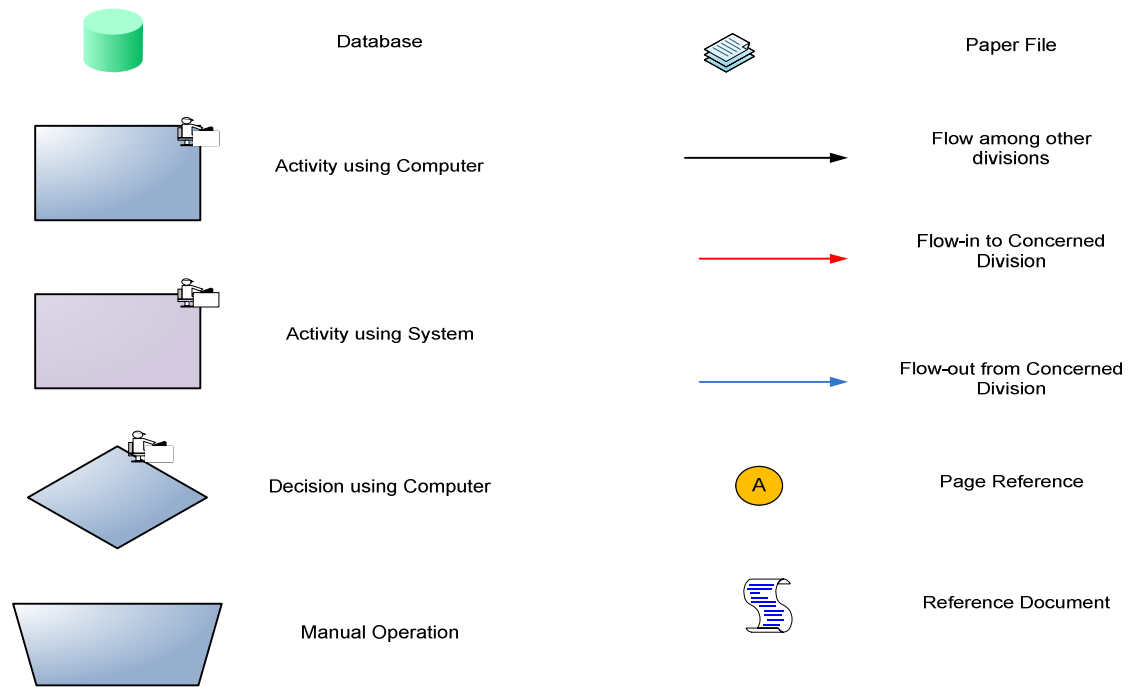 Database
Activity using Computer
Activity using System
Decision using Computer
Manual Operation
Paper File
Flow among other
divisions
Flow-in to Concerned
Division
Flow-out from Concerned
Division
A
Page Reference
Reference Document